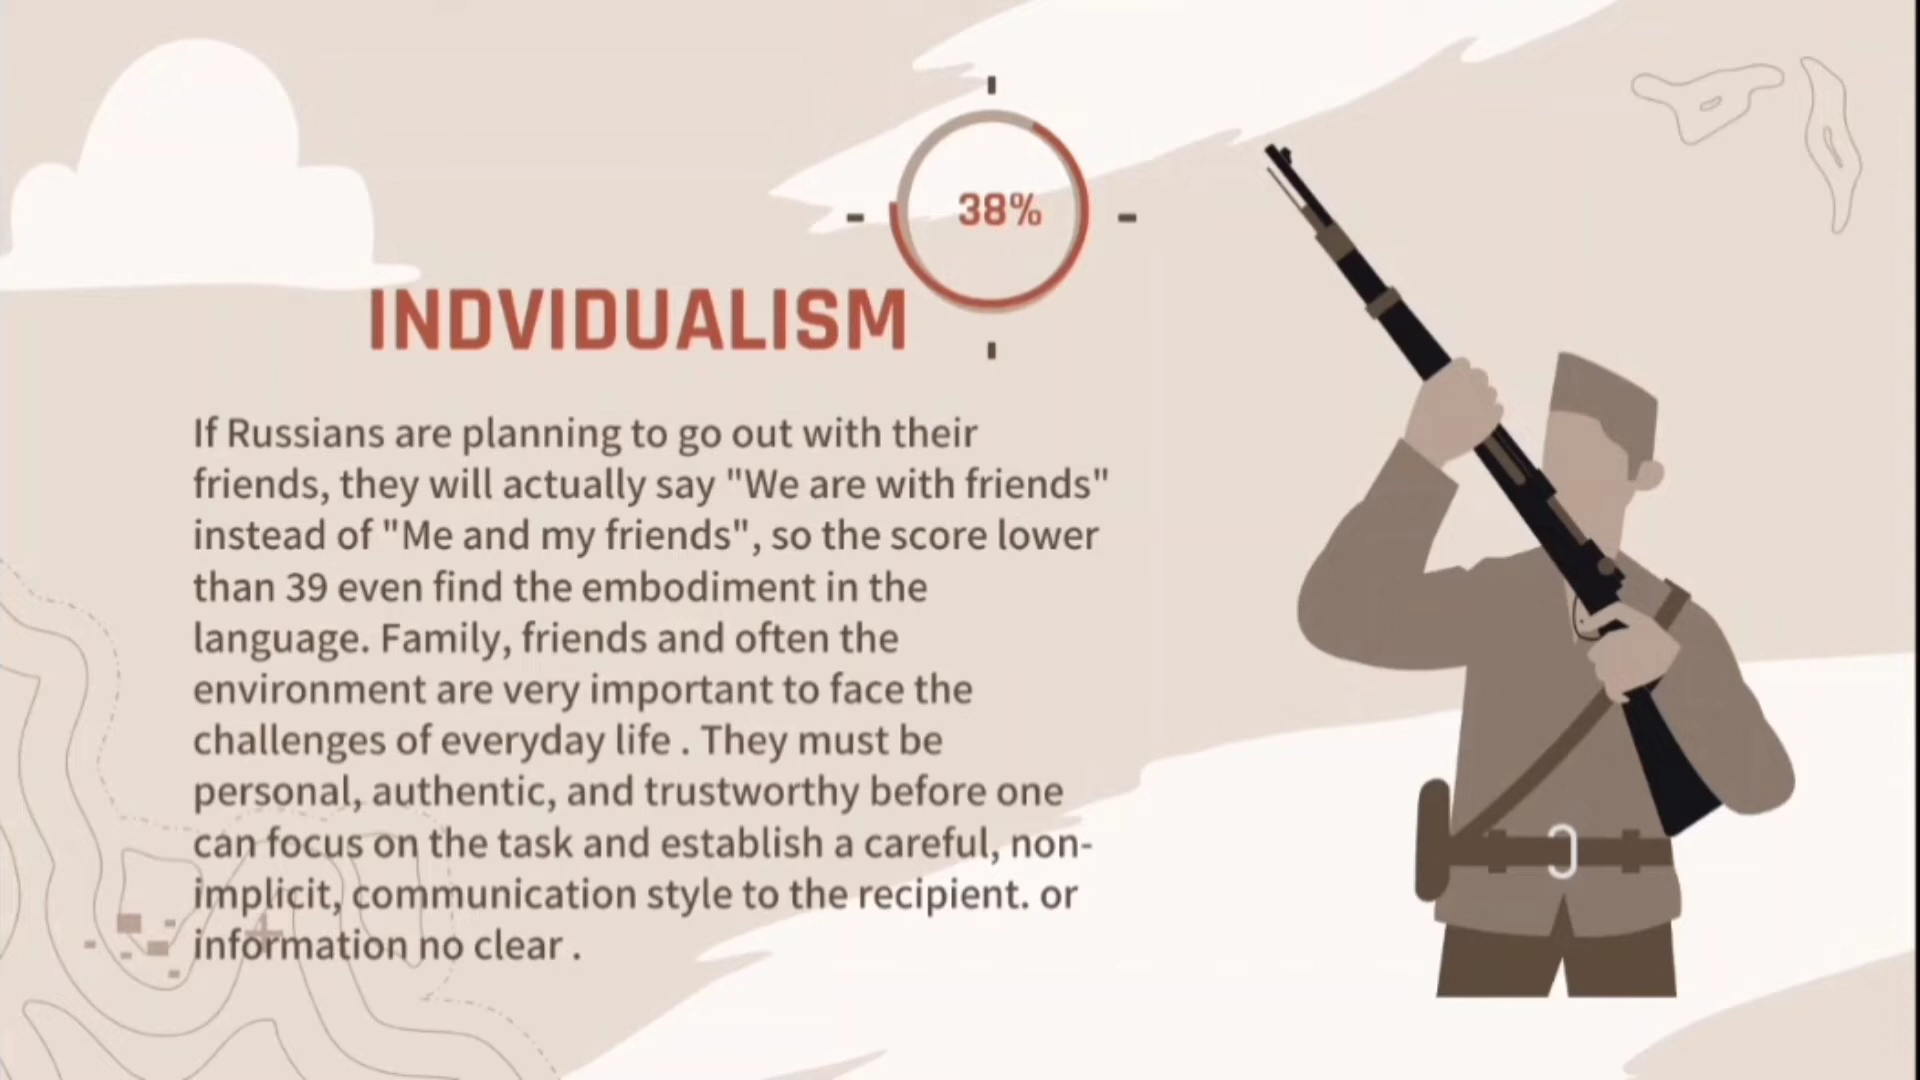 38%
INDVIDUALISM
If Russians are planning to go out with their
friends, they will actually say "We are with friends"
instead of "Me and my friends", so the score lower
than 39 even find the embodiment in the
language. Family, friends and often the
environment are very important to face the
challenges of everyday life . They must be
personal, authentic, and trustworthy before one
can focus on the task and establish a careful, non-
implicit, communication style to the recipient. or
information no clear .